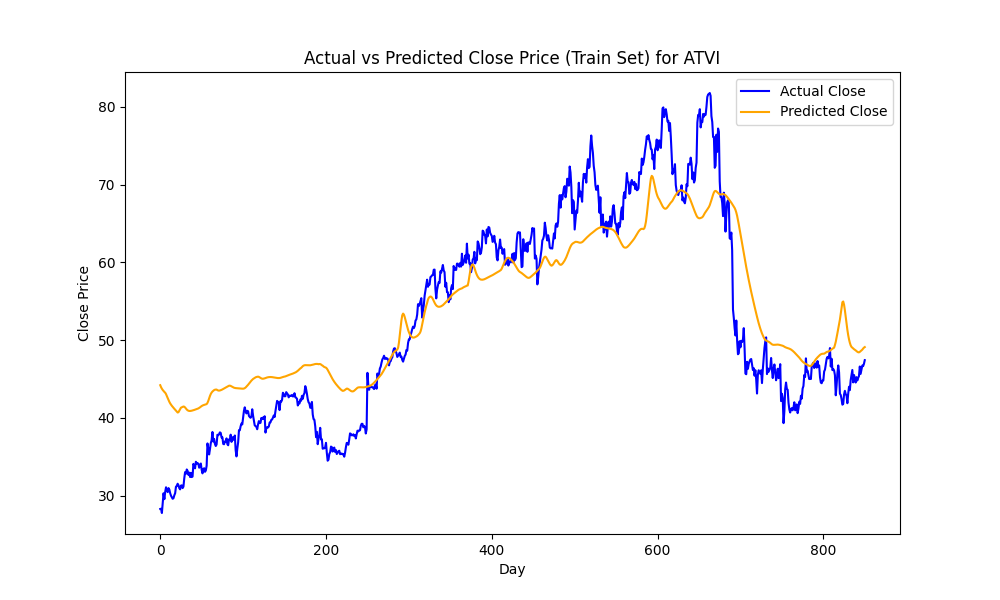 Actual vs Predicted Close Price (Train Set) for ATVI
Actual Close
Predicted Close
Close Price
80
70
60
50
40
30
0
200
400
600
800
Day